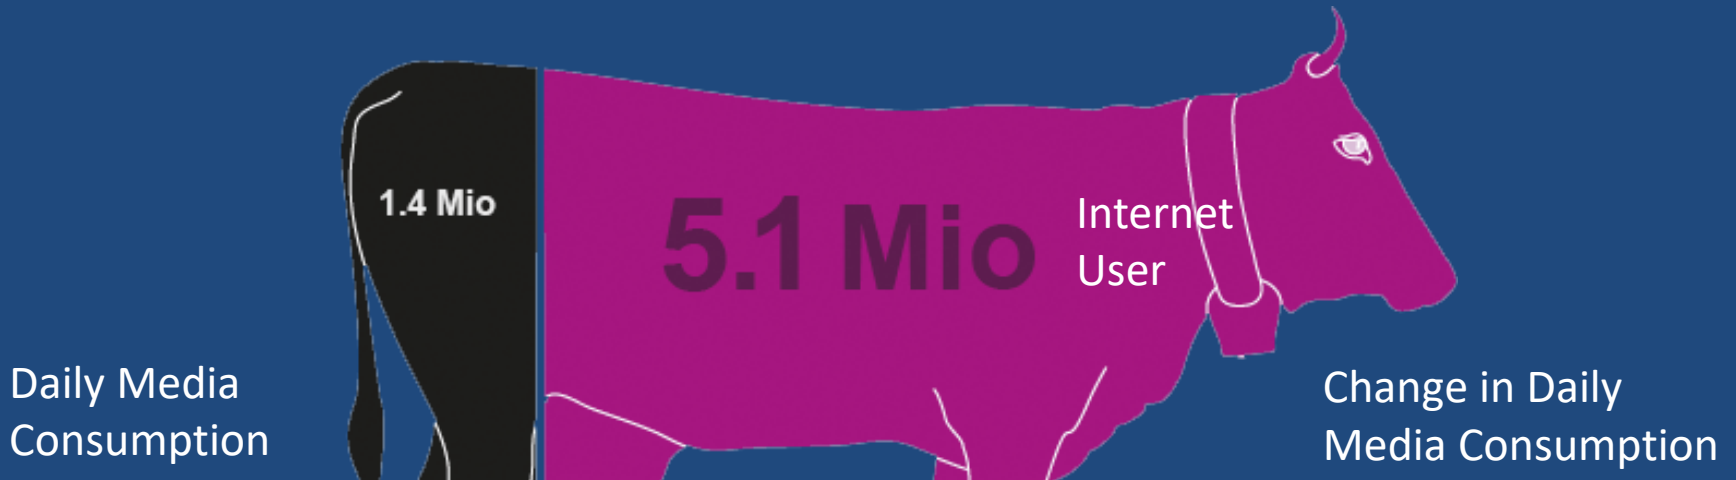 1.4 Mio
5.1 Mio
Internet
User
Daily Media
Consumption
Change in Daily
Media Consumption